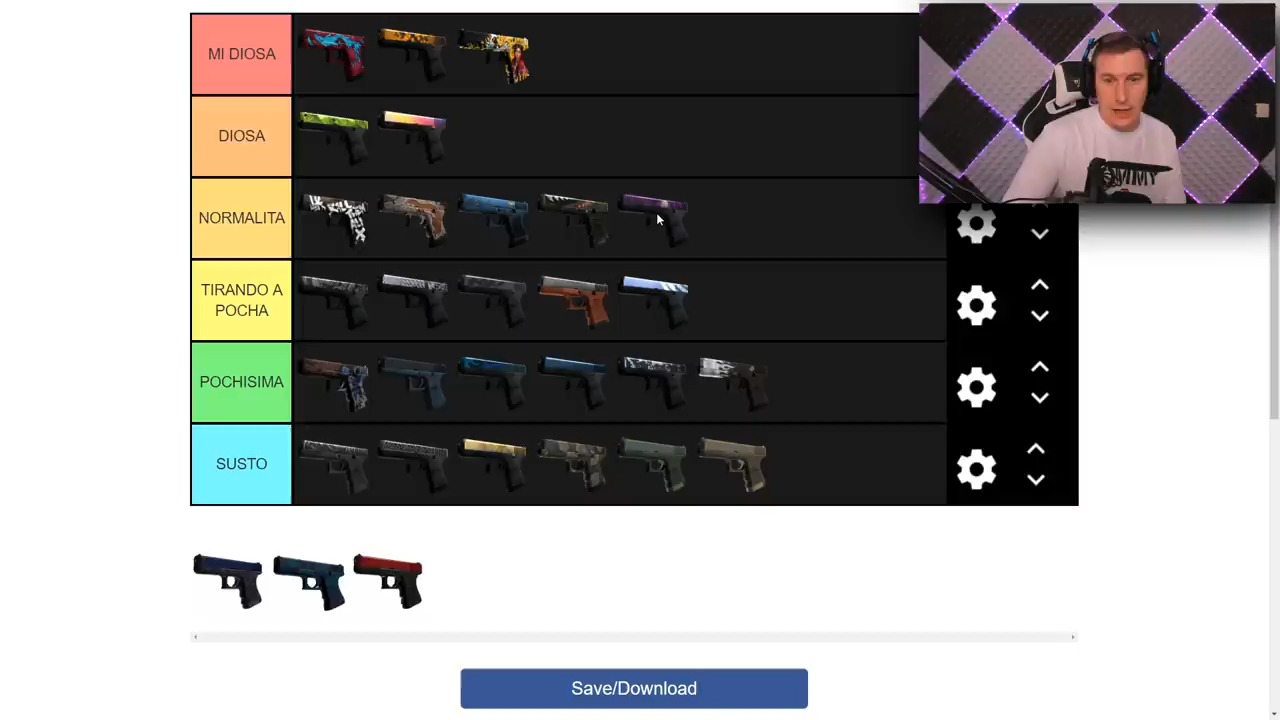 MI DIOSA
DIOSA
NORMALITA
TIRANDO A
POCHA
POCHISIMA
SUSTO
Save/Download